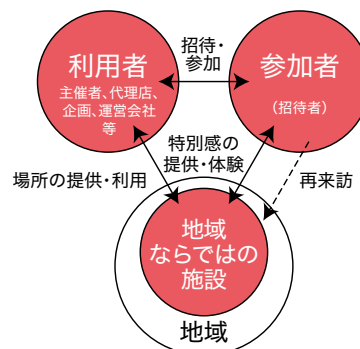 招待・
参加
利用者
主催者、代理店、
企画、運営会社
等
参加者
（招待者）
特別感の
提供・体験
場所の提供・利用
再来訪
地域
ならではの
施設
地域